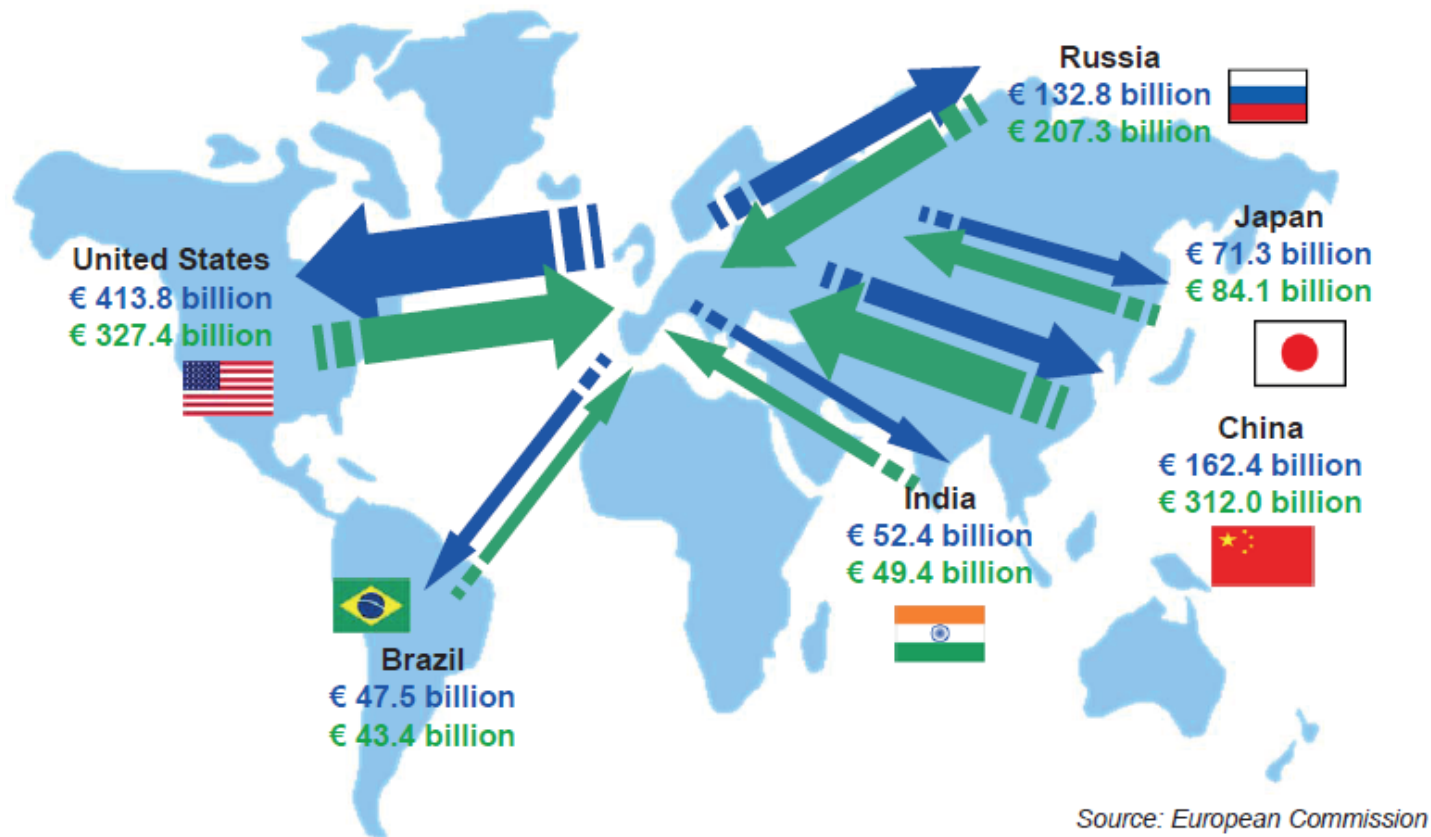 Russia
€ 132.8 billion
€ 207.3 billion
Japan
€ 71.3 billion
€ 84.1 billion
United States
€ 413.8 billion
€ 327.4 billion
China
€ 162.4 billion
€ 312.0 billion
India
€ 52.4 billion
€ 49.4 billion
Brazil
€ 47.5 billion
€ 43.4 billion
Source: European Commission